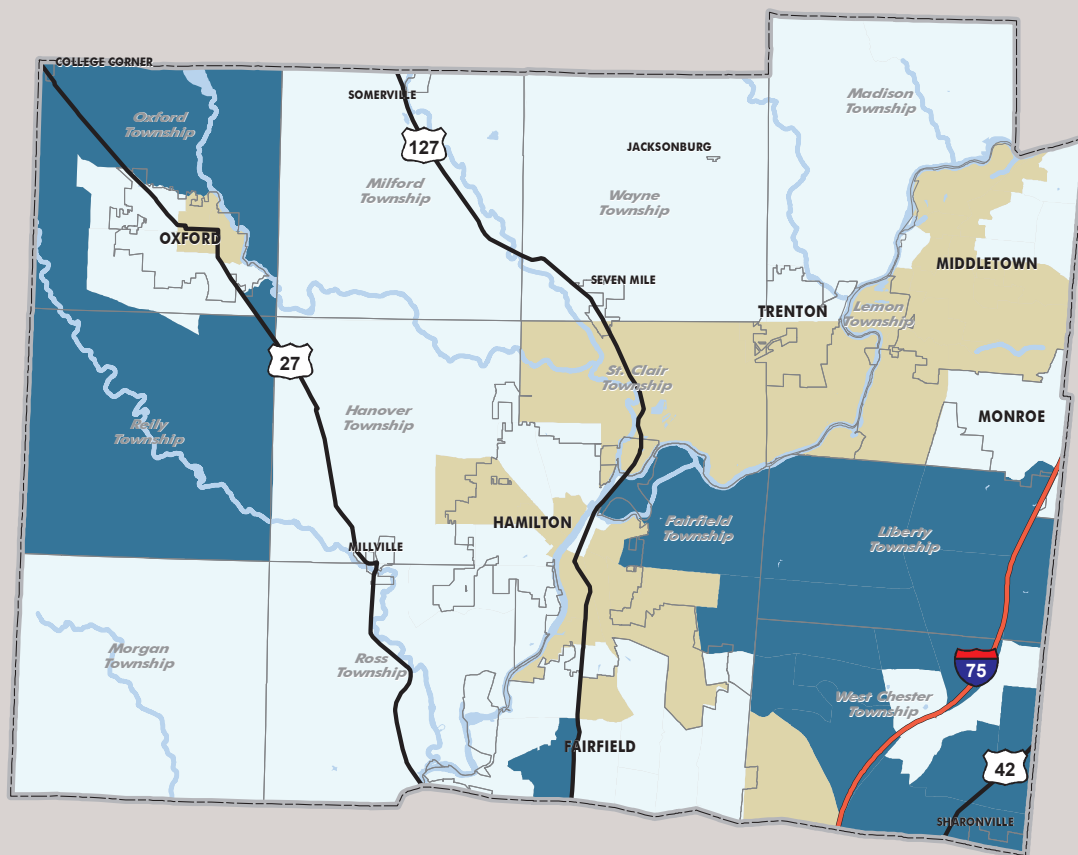 COLLEGE CORNER
SOMERVILLE
Madison
Township
Oxford
Township
127
JACKSONBURG
Milford
Township
Wayne
Township
OXFORD
MIDDLETOWN
SEVEN MILE
TRENTON
Lemon
Township
27
St. Clair
Township
Hanover
Township
MONROE
Reily
Township
HAMILTON
Fairfield
Township
Liberty
Township
MILLVILLE
Morgan
Township
Ross
Township
75
West Chester
Township
FAIRFIELD
42
SHARONVILLE